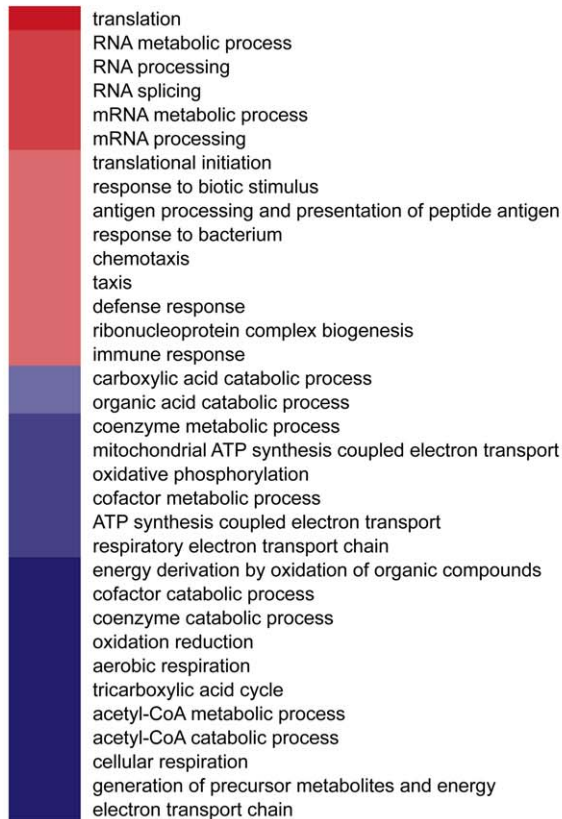 translation
RNA metabolic process
RNA processing
RNA splicing
mRNA metabolic process
mRNA processing
translational initiation
response to biotic stimulus
antigen processing and presentation of peptide antigen
response to bacterium
chemotaxis
taxis
defense response
ribonucleoprotein complex biogenesis
immune response
carboxylic acid catabolic process
organic acid catabolic process
coenzyme metabolic process
mitochondrial ATP synthesis coupled electron transport
oxidative phosphorylation
cofactor metabolic process
ATP synthesis coupled electron transport
respiratory electron transport chain
energy derivation by oxidation of organic compounds
cofactor catabolic process
coenzyme catabolic process
oxidation reduction
aerobic respiration
tricarboxylic acid cycle
acetyl-CoA metabolic process
acetyl-CoA catabolic process
cellular respiration
generation of precursor metabolites and energy
electron transport chain